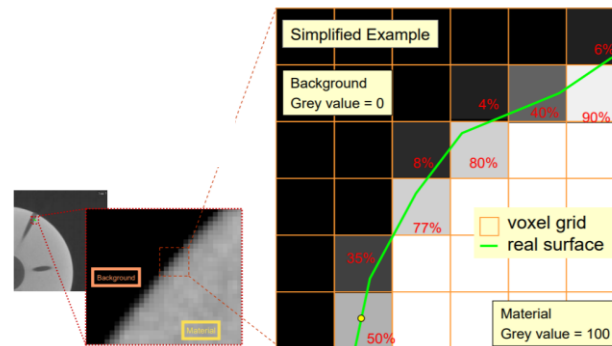 Simplified Example
6%
Background
Grey value = 0
4%
40%
90%
8%
80%
77%
voxel grid
real surface
35%
Background
Material
Material
Grey value = 100
50%